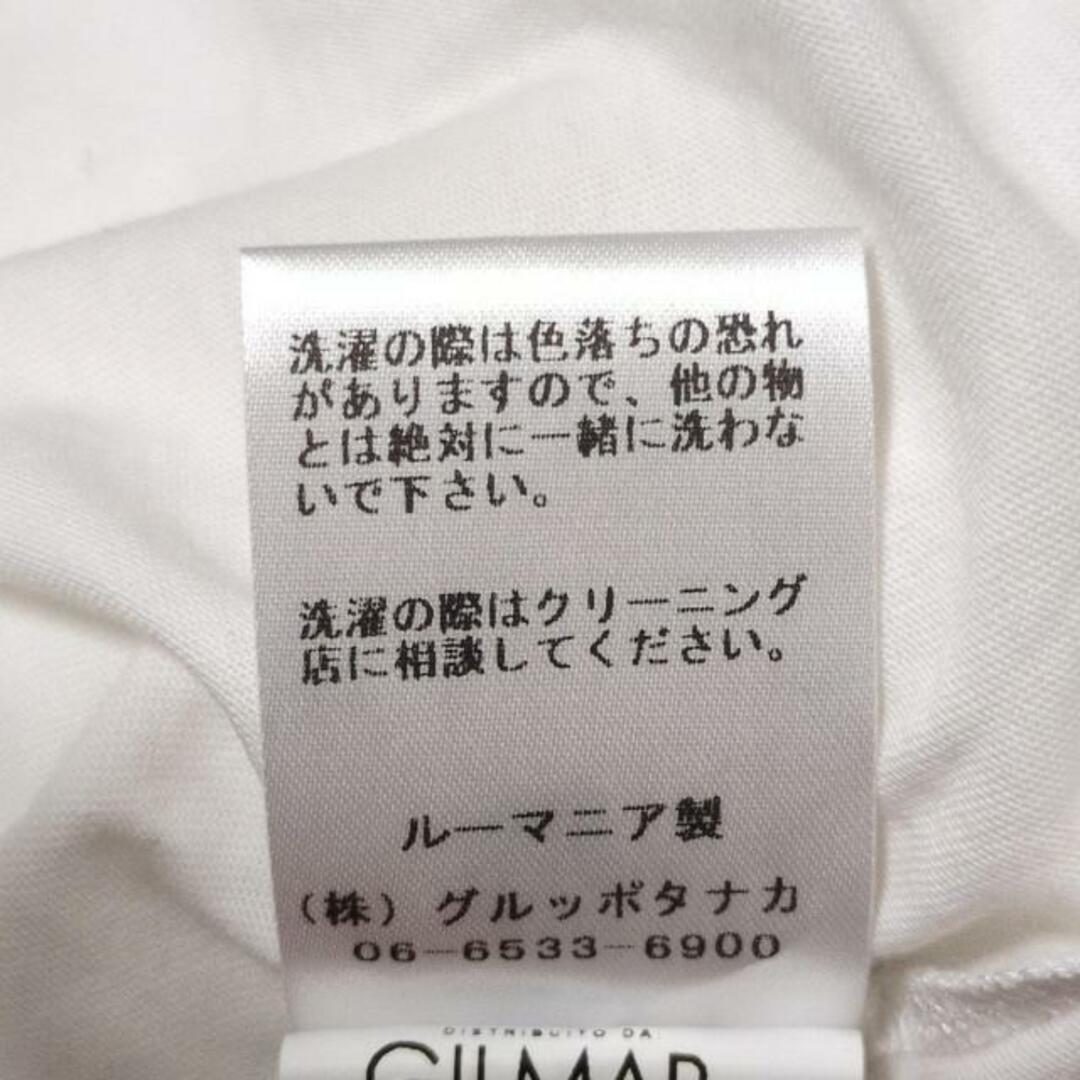 洗濯の際は色落ちの恐れ
がありますので、他の物
とは絶対に一緒に洗わな
いで下さい。
洗濯の際はクリーニング
店に相談してください。
ルーマニア製
(株)グルッポタナカ
06-6533-6900
DISTRIBUITO DA
GILMAR